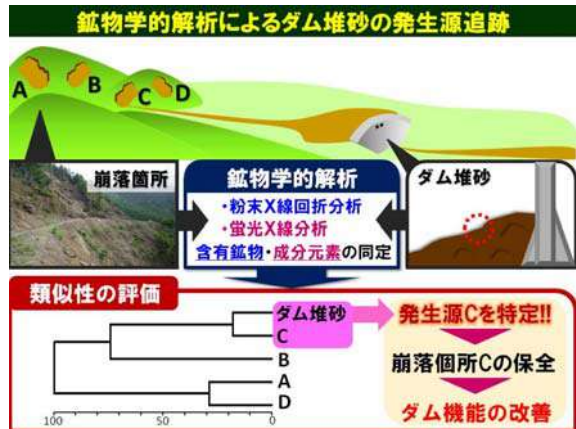 鉱物学的解析によるダム堆砂の発生源追跡
A
B
C
D
崩落箇所
鉱物学的解析
・粉末X線回折分析
・蛍光X線分析
含有鉱物・成分元素の同定
ダム堆砂
類似性の評価
ダム堆砂
C
B
A
D
100
50
0
発生源Cを特定!!
崩落個所Cの保全
ダム機能の改善